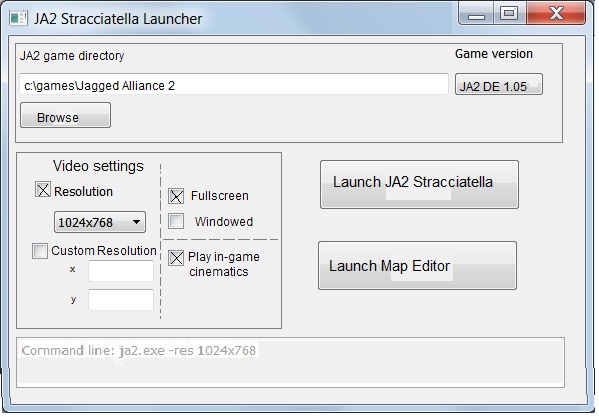 JA2 Stracciatella Launcher
JA2 game directory
Game version
c:\games\Jagged Alliance 2
JA2 DE 1.05
Browse
Video settings
Resolution
1024x768
Custom Resolution
x
y
Fullscreen
Windowed
Play in-game
cinematics
Launch JA2 Stracciatella
Launch Map Editor
Command line: ja2.exe -res 1024x768